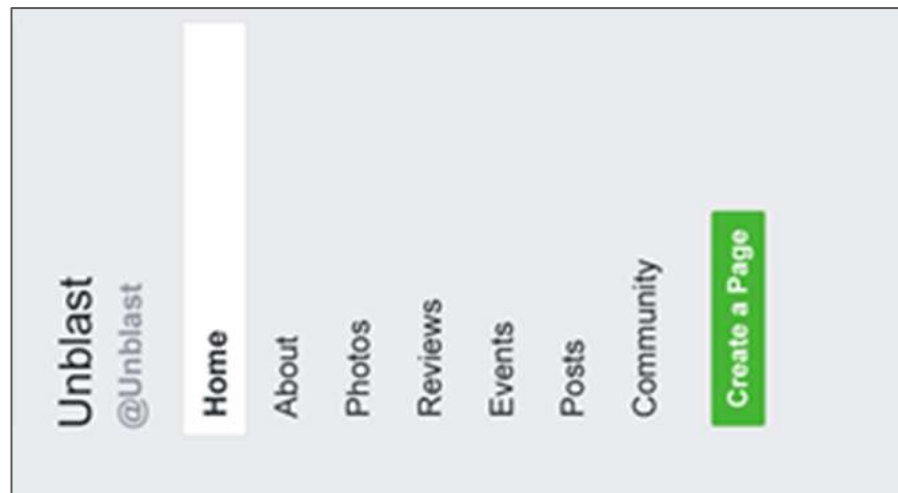 Unblast
@Unblast
Home
About
Photos
Reviews
Events
Posts
Community
Create a Page